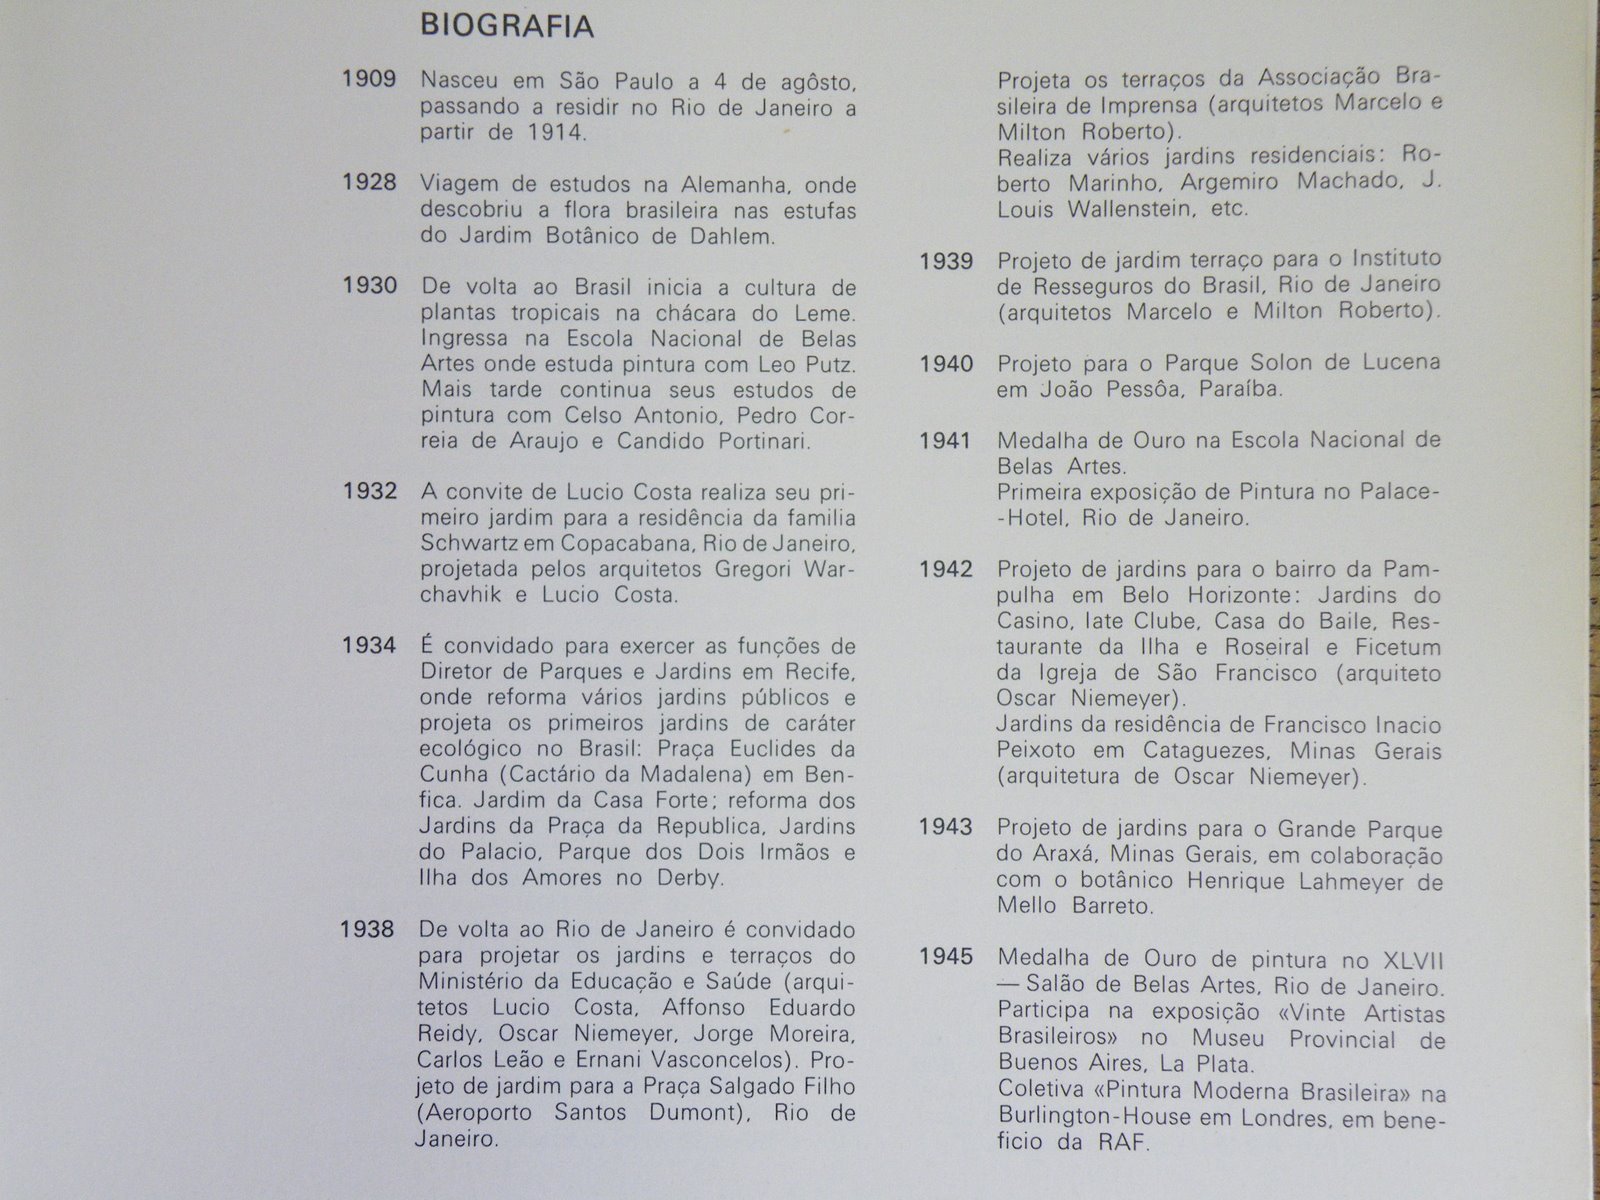 BIOGRAFIA
1909 Nasceu em São Paulo a 4 de agôsto,
passando a residir no Rio de Janeiro a
partir de 1914.
1928 Viagem de estudos na Alemanha, onde
descobriu a flora brasileira nas estufas
do Jardim Botânico de Dahlem.
1930 De volta ao Brasil inicia a cultura de
plantas tropicais na chácara do Leme.
Ingressa na Escola Nacional de Belas
Artes onde estuda pintura com Leo Putz.
Mais tarde continua seus estudos de
pintura com Celso Antonio, Pedro Cor-
reia de Araujo e Candido Portinari.
1932 A convite de Lucio Costa realiza seu pri-
meiro jardim para a residência da familia
Schwartz em Copacabana, Rio de Janeiro,
projetada pelos arquitetos Gregori War-
chavhik e Lucio Costa.
1934 É convidado para exercer as funções de
Diretor de Parques e Jardins em Recife,
onde reforma vários jardins públicos e
projeta os primeiros jardins de caráter
ecológico no Brasil: Praça Euclides da
Cunha (Cactário da Madalena) em Ben-
fica. Jardim da Casa Forte; reforma dos
Jardins da Praça da Republica, Jardins
do Palacio, Parque dos Dois Irmãos e
Ilha dos Amores no Derby.
1938 De volta ao Rio de Janeiro é convidado
para projetar os jardins e terraços do
Ministério da Educação e Saúde (arqui-
tetos Lucio Costa, Affonso Eduardo
Reidy, Oscar Niemeyer, Jorge Moreira,
Carlos Leão e Ernani Vasconcelos). Pro-
jeto de jardim para a Praça Salgado Filho
(Aeroporto Santos Dumont), Rio de
Janeiro.
Projeta os terraços da Associação Bra-
sileira de Imprensa (arquitetos Marcelo e
Milton Roberto).
Realiza vários jardins residenciais: Ro-
berto Marinho, Argemiro Machado, J.
Louis Wallenstein, etc.
1939 Projeto de jardim terraço para o Instituto
de Resseguros do Brasil, Rio de Janeiro
(arquitetos Marcelo e Milton Roberto).
1940 Projeto para o Parque Solon de Lucena
em João Pessôa, Paraíba.
1941 Medalha de Ouro na Escola Nacional de
Belas Artes.
Primeira exposição de Pintura no Palace-
-Hotel, Rio de Janeiro.
1942 Projeto de jardins para o bairro da Pam-
pulha em Belo Horizonte: Jardins do
Casino, Iate Clube, Casa do Baile, Res-
taurante da Ilha e Roseiral e Ficetum
da Igreja de São Francisco (arquiteto
Oscar Niemeyer).
Jardins da residência de Francisco Inacio
Peixoto em Cataguezes, Minas Gerais
(arquitetura de Oscar Niemeyer).
1943 Projeto de jardins para o Grande Parque
do Araxá, Minas Gerais, em colaboração
com o botânico Henrique Lahmeyer de
Mello Barreto.
1945 Medalha de Ouro de pintura no XLVII
— Salão de Belas Artes, Rio de Janeiro.
Participa na exposição «Vinte Artistas
Brasileiros» no Museu Provincial de
Buenos Aires, La Plata.
Coletiva «Pintura Moderna Brasileira» na
Burlington-House em Londres, em bene-
ficio da RAF.